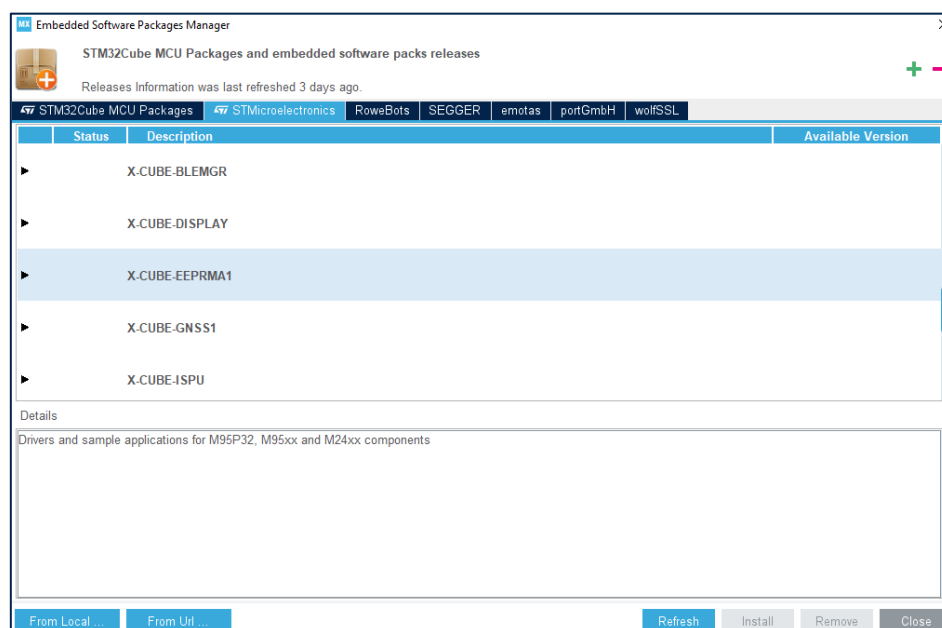 MX Embedded Software Packages Manager
STM32Cube MCU Packages and embedded software packs releases
Releases Information was last refreshed 3 days ago.
STM32Cube MCU Packages STMicroelectronics RoweBots SEGGER emotas portGmbH wolfSSL
Status Description Available Version
X-CUBE-BLEMGR
X-CUBE-DISPLAY
X-CUBE-EEPRMA1
X-CUBE-GNSS1
X-CUBE-ISPU
Details
Drivers and sample applications for M95P32, M95xx and M24xx components
From Local ... From Url ... Refresh Install Remove Close